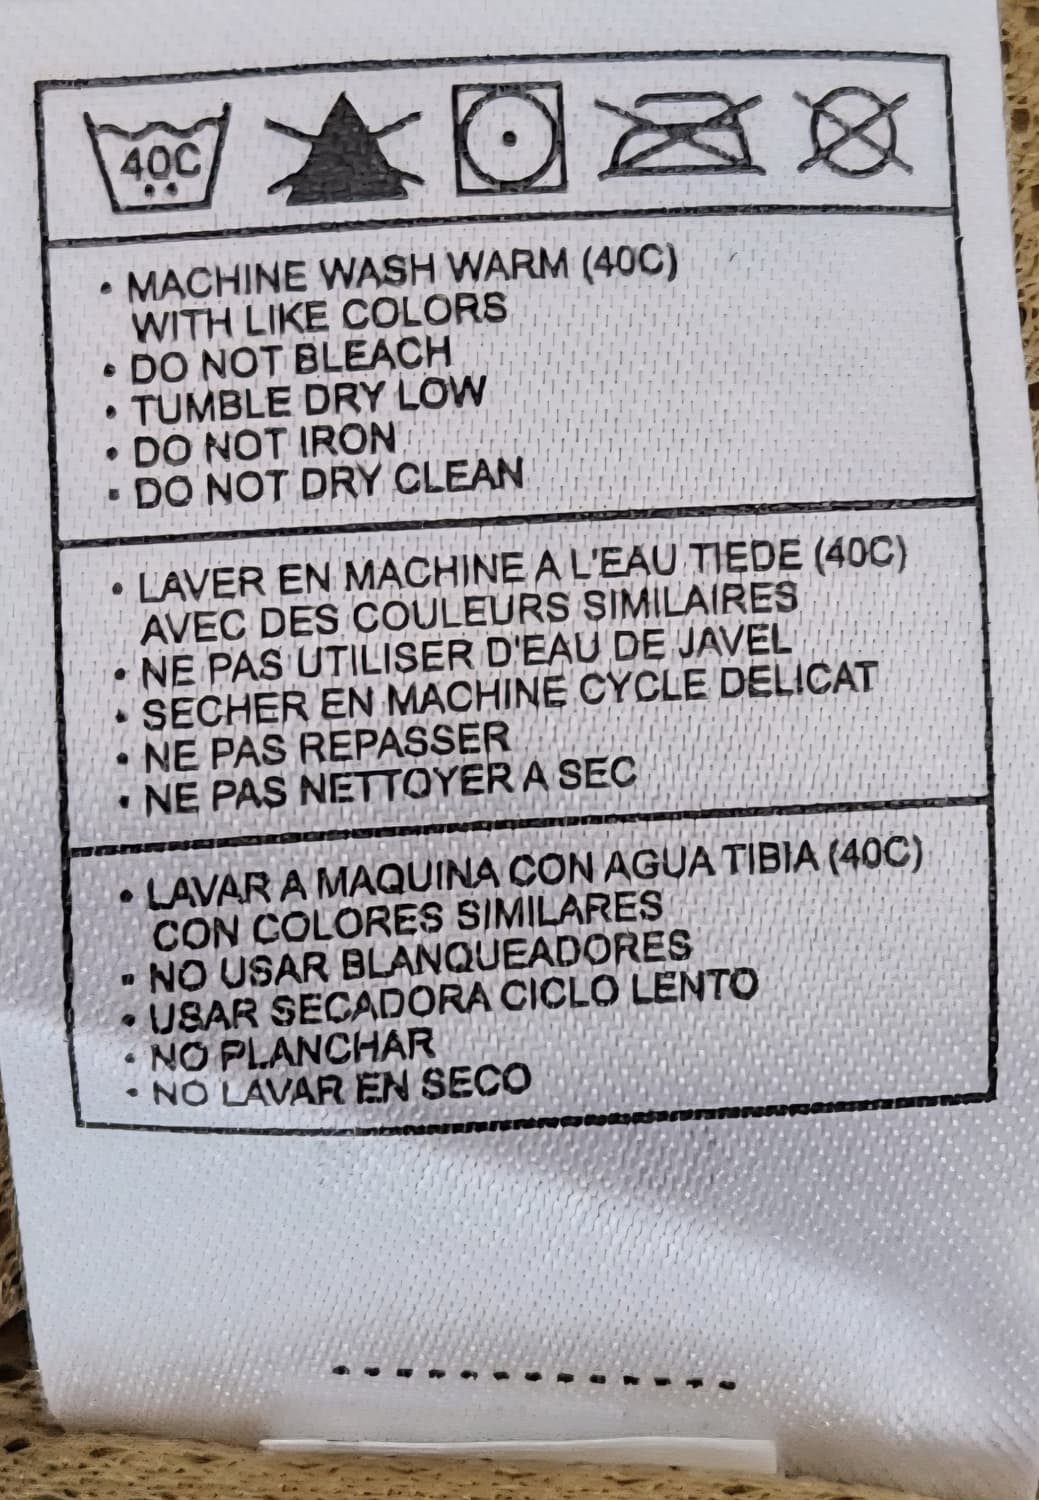 40C
• MACHINE WASH WARM (40C)
WITH LIKE COLORS
• DO NOT BLEACH
• TUMBLE DRY LOW
• DO NOT IRON
• DO NOT DRY CLEAN
• LAVER EN MACHINE A L'EAU TIEDE (40C)
AVEC DES COULEURS SIMILAIRES
• NE PAS UTILISER D'EAU DE JAVEL
• SECHER EN MACHINE CYCLE DELICAT
• NE PAS REPASSER
• NE PAS NETTOYER A SEC
• LAVAR A MAQUINA CON AGUA TIBIA (40C)
CON COLORES SIMILARES
• NO USAR BLANQUEADORES
• USAR SECADORA CICLO LENTO
• NO PLANCHAR
• NO LAVAR EN SECO